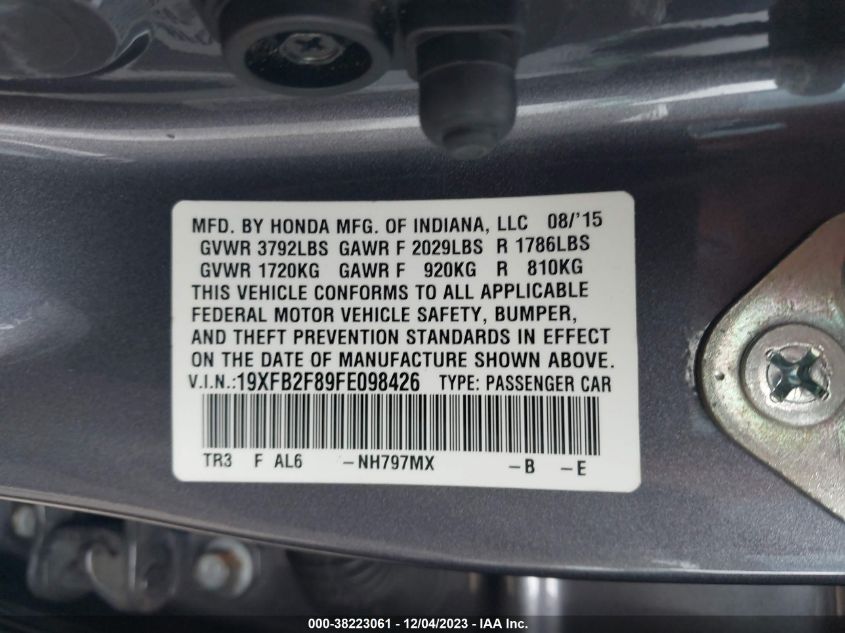 MFD. BY HONDA MFG. OF INDIANA, LLC 08/'15
GVWR 3792LBS GAWR F 2029LBS R 1786LBS
GVWR 1720KG GAWR F 920KG R 810KG
THIS VEHICLE CONFORMS TO ALL APPLICABLE
FEDERAL MOTOR VEHICLE SAFETY, BUMPER,
AND THEFT PREVENTION STANDARDS IN EFFECT
ON THE DATE OF MANUFACTURE SHOWN ABOVE.
V.I.N.:19XFB2F89FE098426 TYPE: PASSENGER CAR
TR3 F AL6 –NH797MX –B –E
000-38223061 - 12/04/2023 - IAA Inc.